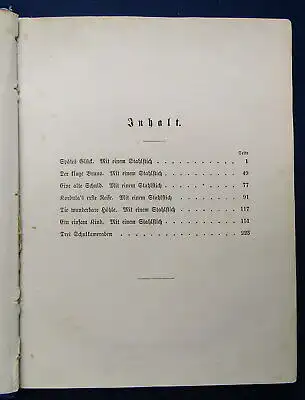 Inhalt.
Seite
Spätes Glück. Mit einem Stahlstich . . . . . . . . . . 1
Der kluge Bruno. Mit einem Stahlstich . . . . . . . . . . 49
Eine alte Schuld. Mit einem Stahlstich . . . . . . . . . . 77
Kordula's erste Reise. Mit einem Stahlstich . . . . . . . . . . 91
Die wunderbare Höhle. Mit einem Stahlstich . . . . . . . . . . 117
Ein einsam Kind. Mit einem Stahlstich . . . . . . . . . . 151
Drei Schulkameraden . . . . . . . . . . 223